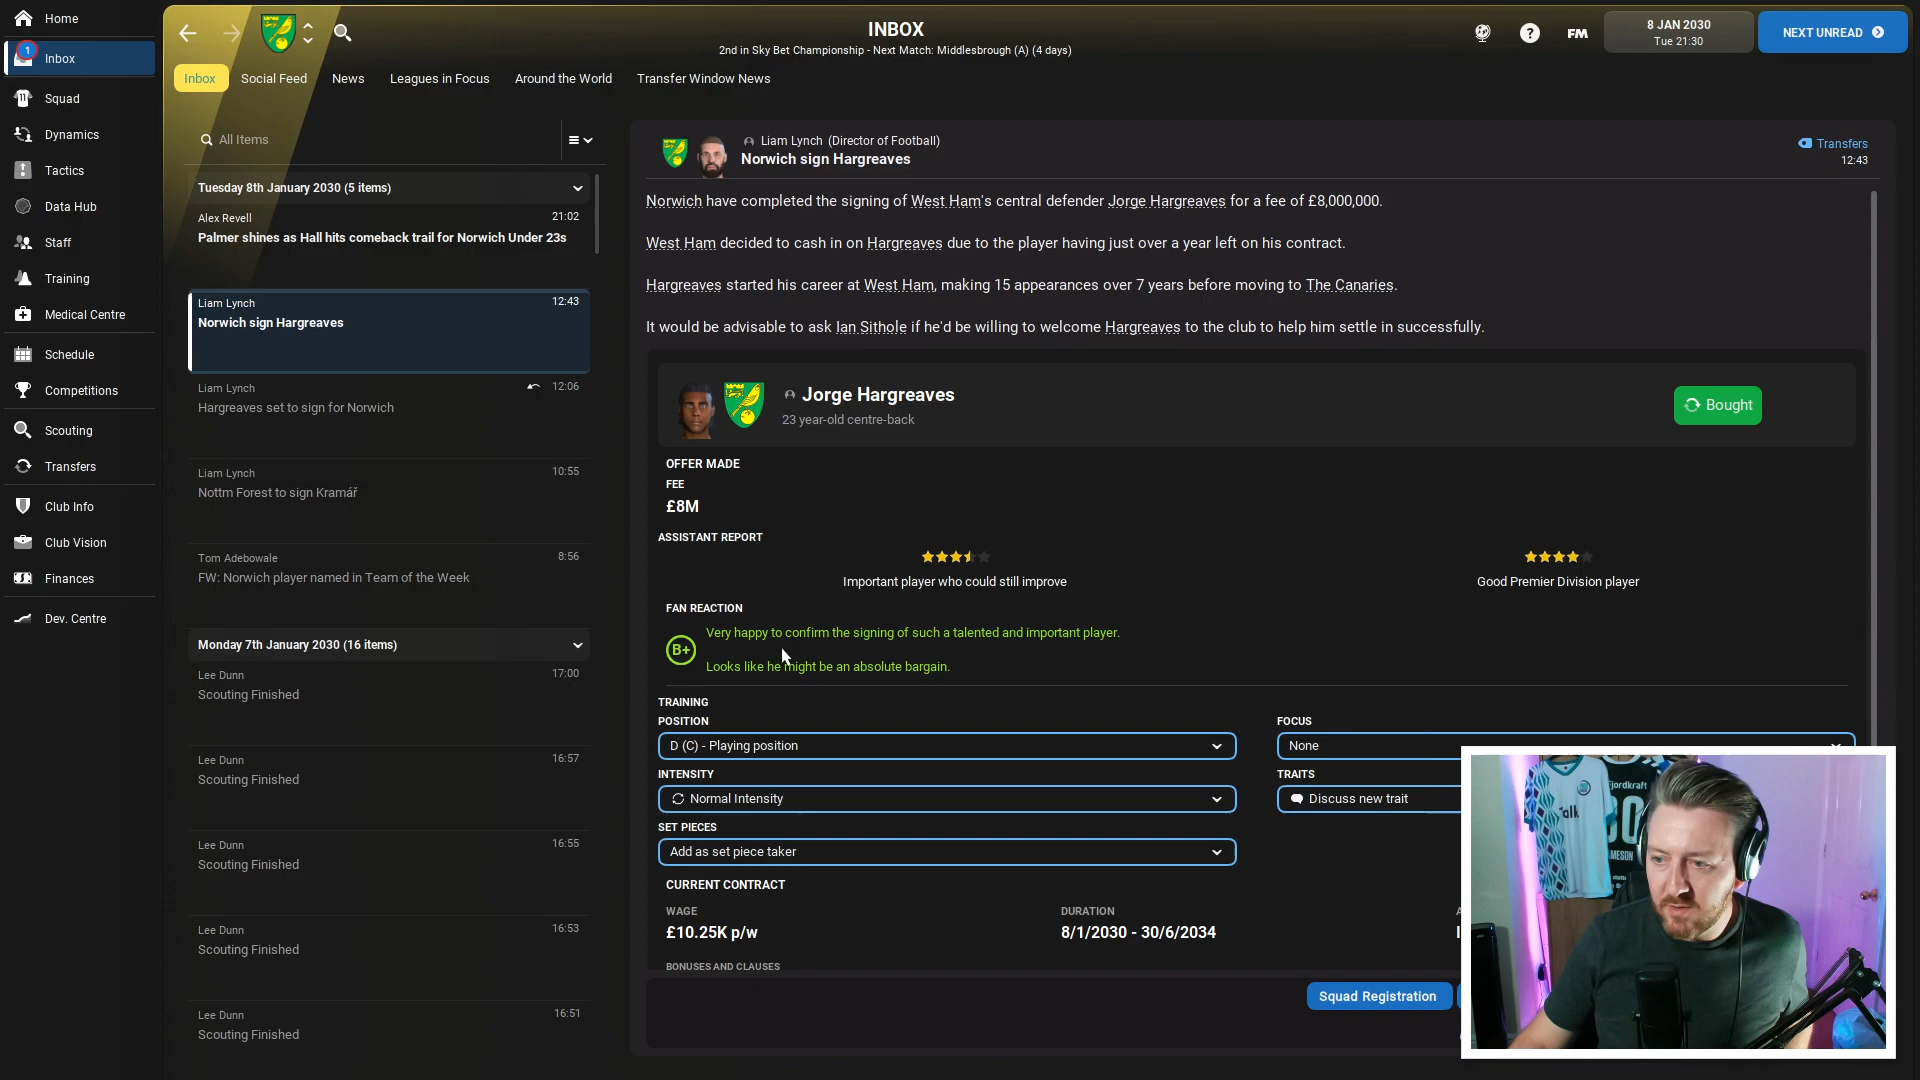 Home
1
Inbox
Squad
Dynamics
Tactics
Data Hub
Staff
Training
Medical Centre
Schedule
Competitions
Scouting
Transfers
Club Info
Club Vision
Finances
Dev. Centre
INBOX
2nd in Sky Bet Championship - Next Match: Middlesbrough (A) (4 days)
?
FM
8 JAN 2030
Tue 21:30
NEXT UNREAD
Inbox
Social Feed
News
Leagues in Focus
Around the World
Transfer Window News
All Items
Tuesday 8th January 2030 (5 items)
Alex Revell 21:02
Palmer shines as Hall hits comeback trail for Norwich Under 23s
Liam Lynch 12:43
Norwich sign Hargreaves
Liam Lynch 12:06
Hargreaves set to sign for Norwich
Liam Lynch 10:55
Nottm Forest to sign Kramář
Tom Adebowale 8:56
FW: Norwich player named in Team of the Week
Monday 7th January 2030 (16 items)
Lee Dunn 17:00
Scouting Finished
Lee Dunn 16:57
Scouting Finished
Lee Dunn 16:55
Scouting Finished
Lee Dunn 16:53
Scouting Finished
Lee Dunn 16:51
Scouting Finished
Liam Lynch (Director of Football)
Norwich sign Hargreaves
Transfers
12:43
Norwich have completed the signing of West Ham's central defender Jorge Hargreaves for a fee of £8,000,000.
West Ham decided to cash in on Hargreaves due to the player having just over a year left on his contract.
Hargreaves started his career at West Ham, making 15 appearances over 7 years before moving to The Canaries.
It would be advisable to ask Ian Sithole if he'd be willing to welcome Hargreaves to the club to help him settle in successfully.
Jorge Hargreaves
23 year-old centre-back
Bought
OFFER MADE
FEE
£8M
ASSISTANT REPORT
Important player who could still improve
Good Premier Division player
FAN REACTION
B+
Very happy to confirm the signing of such a talented and important player.
Looks like he might be an absolute bargain.
TRAINING
POSITION
D (C) - Playing position
FOCUS
None
INTENSITY
Normal Intensity
TRAITS
Discuss new trait
SET PIECES
Add as set piece taker
CURRENT CONTRACT
WAGE
£10.25K p/w
DURATION
8/1/2030 - 30/6/2034
BONUSES AND CLAUSES
Squad Registration
Fjordkraft
Talk